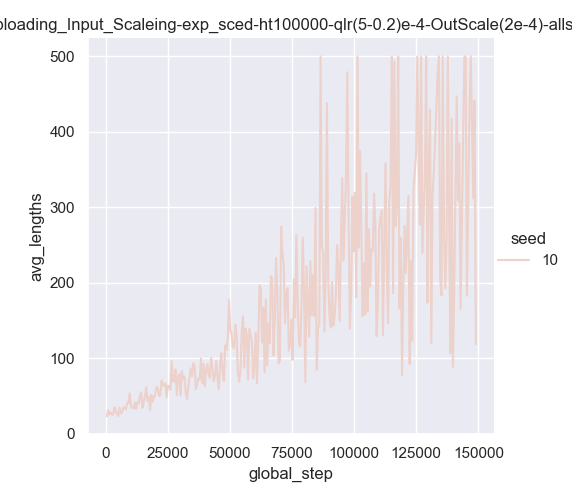 ploading_Input_Scaleing-exp_sced-ht100000-qlr(5-0.2)e-4-OutScale(2e-4)-alls
500
400
300
200
100
0
avg_lengths
0 25000 50000 75000 100000 125000 150000
global_step
seed
10